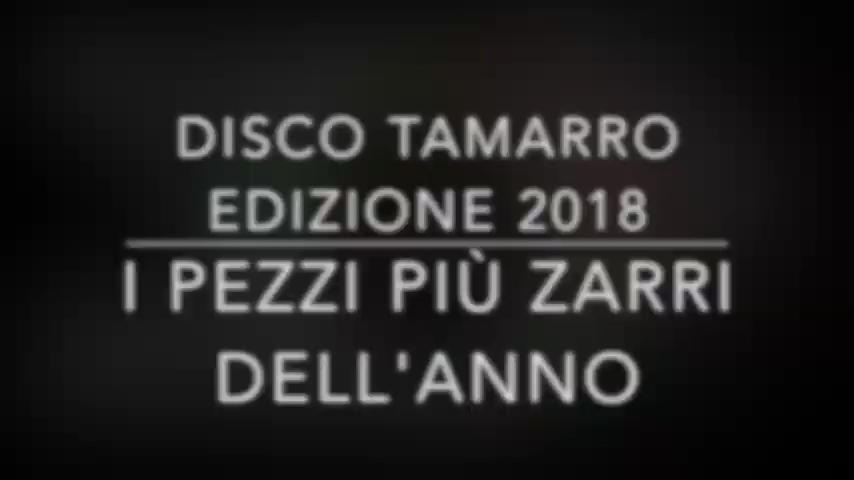 DISCO TAMARRO
EDIZIONE 2018
I PEZZI PIÙ ZARRI
DELL'ANNO